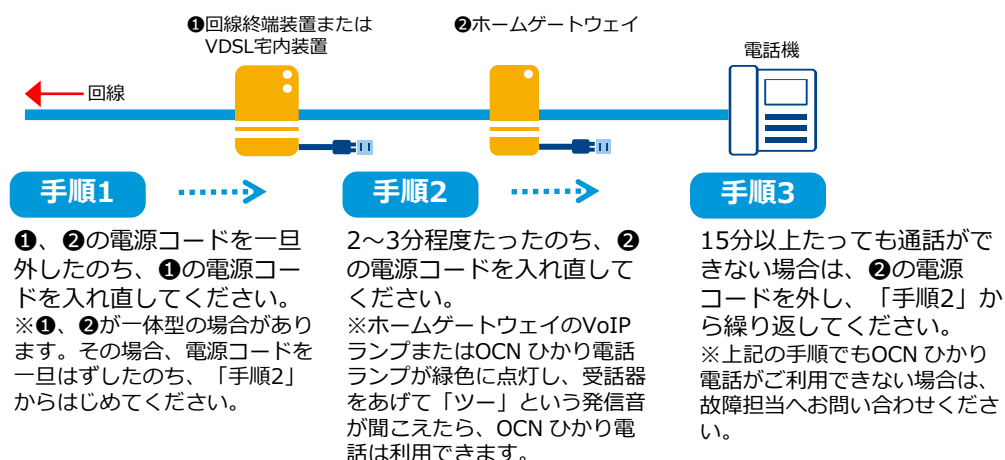 ❶回線終端装置または
VDSL宅内装置
❷ホームゲートウェイ
電話機
回線
手順1
❶、❷の電源コードを一旦
外したのち、❶の電源コー
ドを入れ直してください。
※❶、❷が一体型の場合があり
ます。その場合、電源コードを
一旦はずしたのち、「手順2」
からはじめてください。
手順2
2～3分程度たったのち、❷
の電源コードを入れ直して
ください。
※ホームゲートウェイのVoIP
ランプまたはOCN ひかり電話
ランプが緑色に点灯し、受話器
をあげて「ツー」という発信音
が聞こえたら、OCN ひかり電
話は利用できます。
手順3
15分以上たっても通話がで
きない場合は、❷の電源
コードを外し、「手順2」か
ら繰り返してください。
※上記の手順でもOCN ひかり
電話がご利用できない場合は、
故障担当へお問い合わせくださ
い。